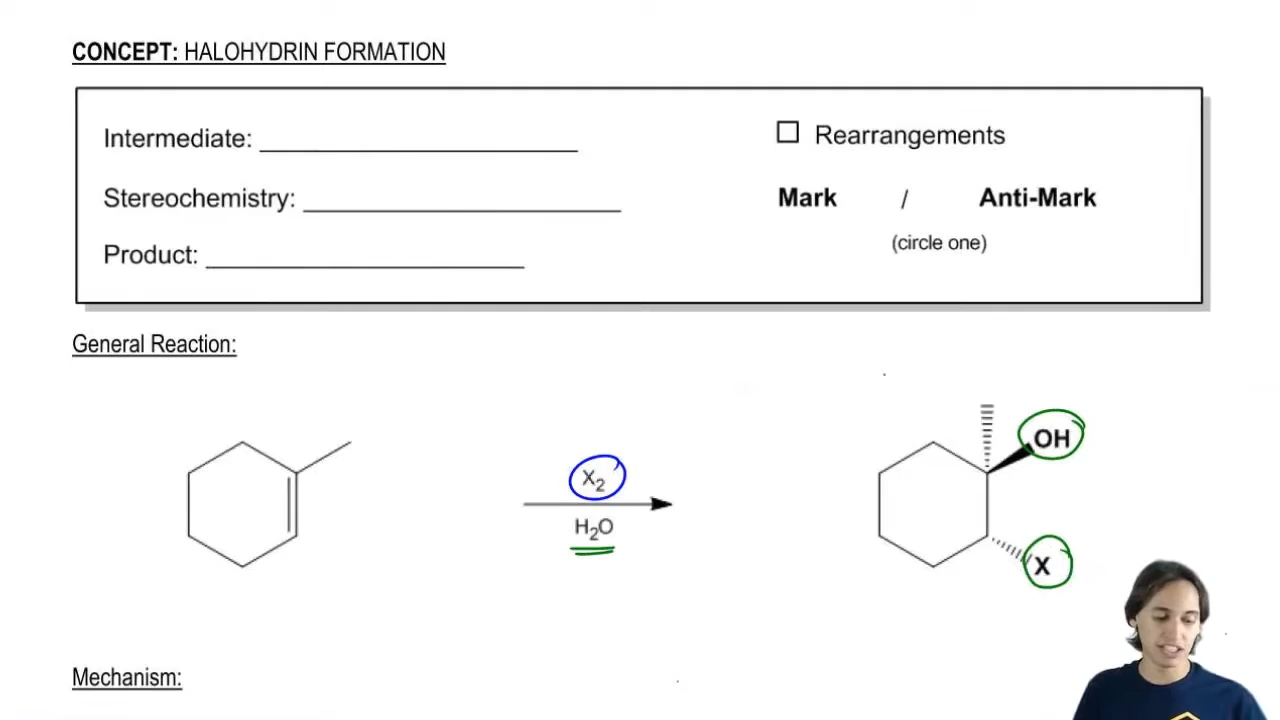 CONCEPT: HALOHYDRIN FORMATION
Intermediate: ______________________
Rearrangements
Stereochemistry: ______________________
Mark / Anti-Mark
(circle one)
Product: ______________________
General Reaction:
X₂
H₂O
OH
X
Mechanism: